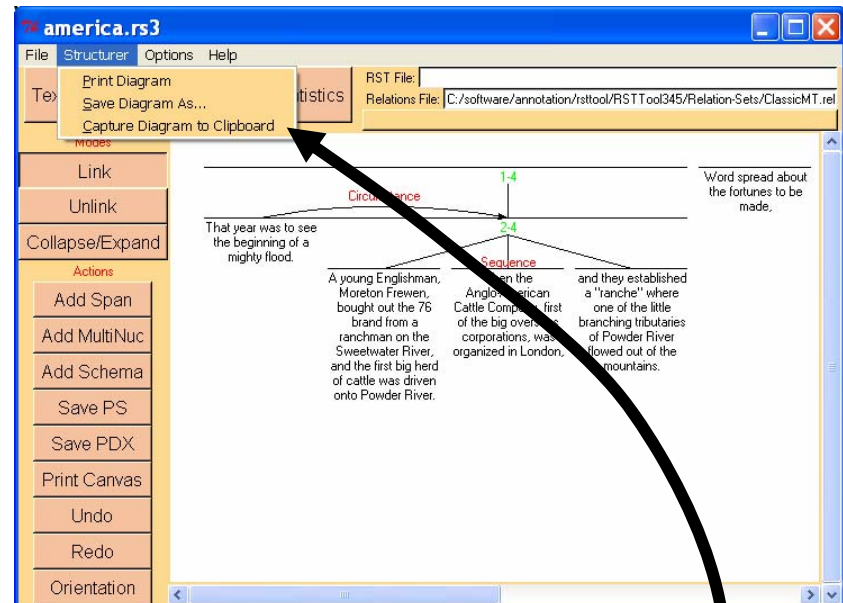 america.rs3
File Structurer Options Help
Print Diagram
Save Diagram As...
Capture Diagram to Clipboard
RST File:
Relations File: C:/software/annotation/rsttool/RSTTool345/Relation-Sets/ClassicMT.rel
Modes
Link
Unlink
Collapse/Expand
Actions
Add Span
Add MultiNuc
Add Schema
Save PS
Save PDX
Print Canvas
Undo
Redo
Orientation
1-4
2-4
Sequence
That year was to see
the beginning of a
mighty flood.
A young Englishman,
Moreton Frewen,
bought out the 76
brand from a
ranchman on the
Sweetwater River,
and the first big herd
of cattle was driven
onto Powder River.
the
Cattle first
of the big
corporations, was
organized in London,
and they established
a "ranche" where
one of the little
branching tributaries
of Powder River
flowed out of the
mountains.
Word spread about
the fortunes to be
made,